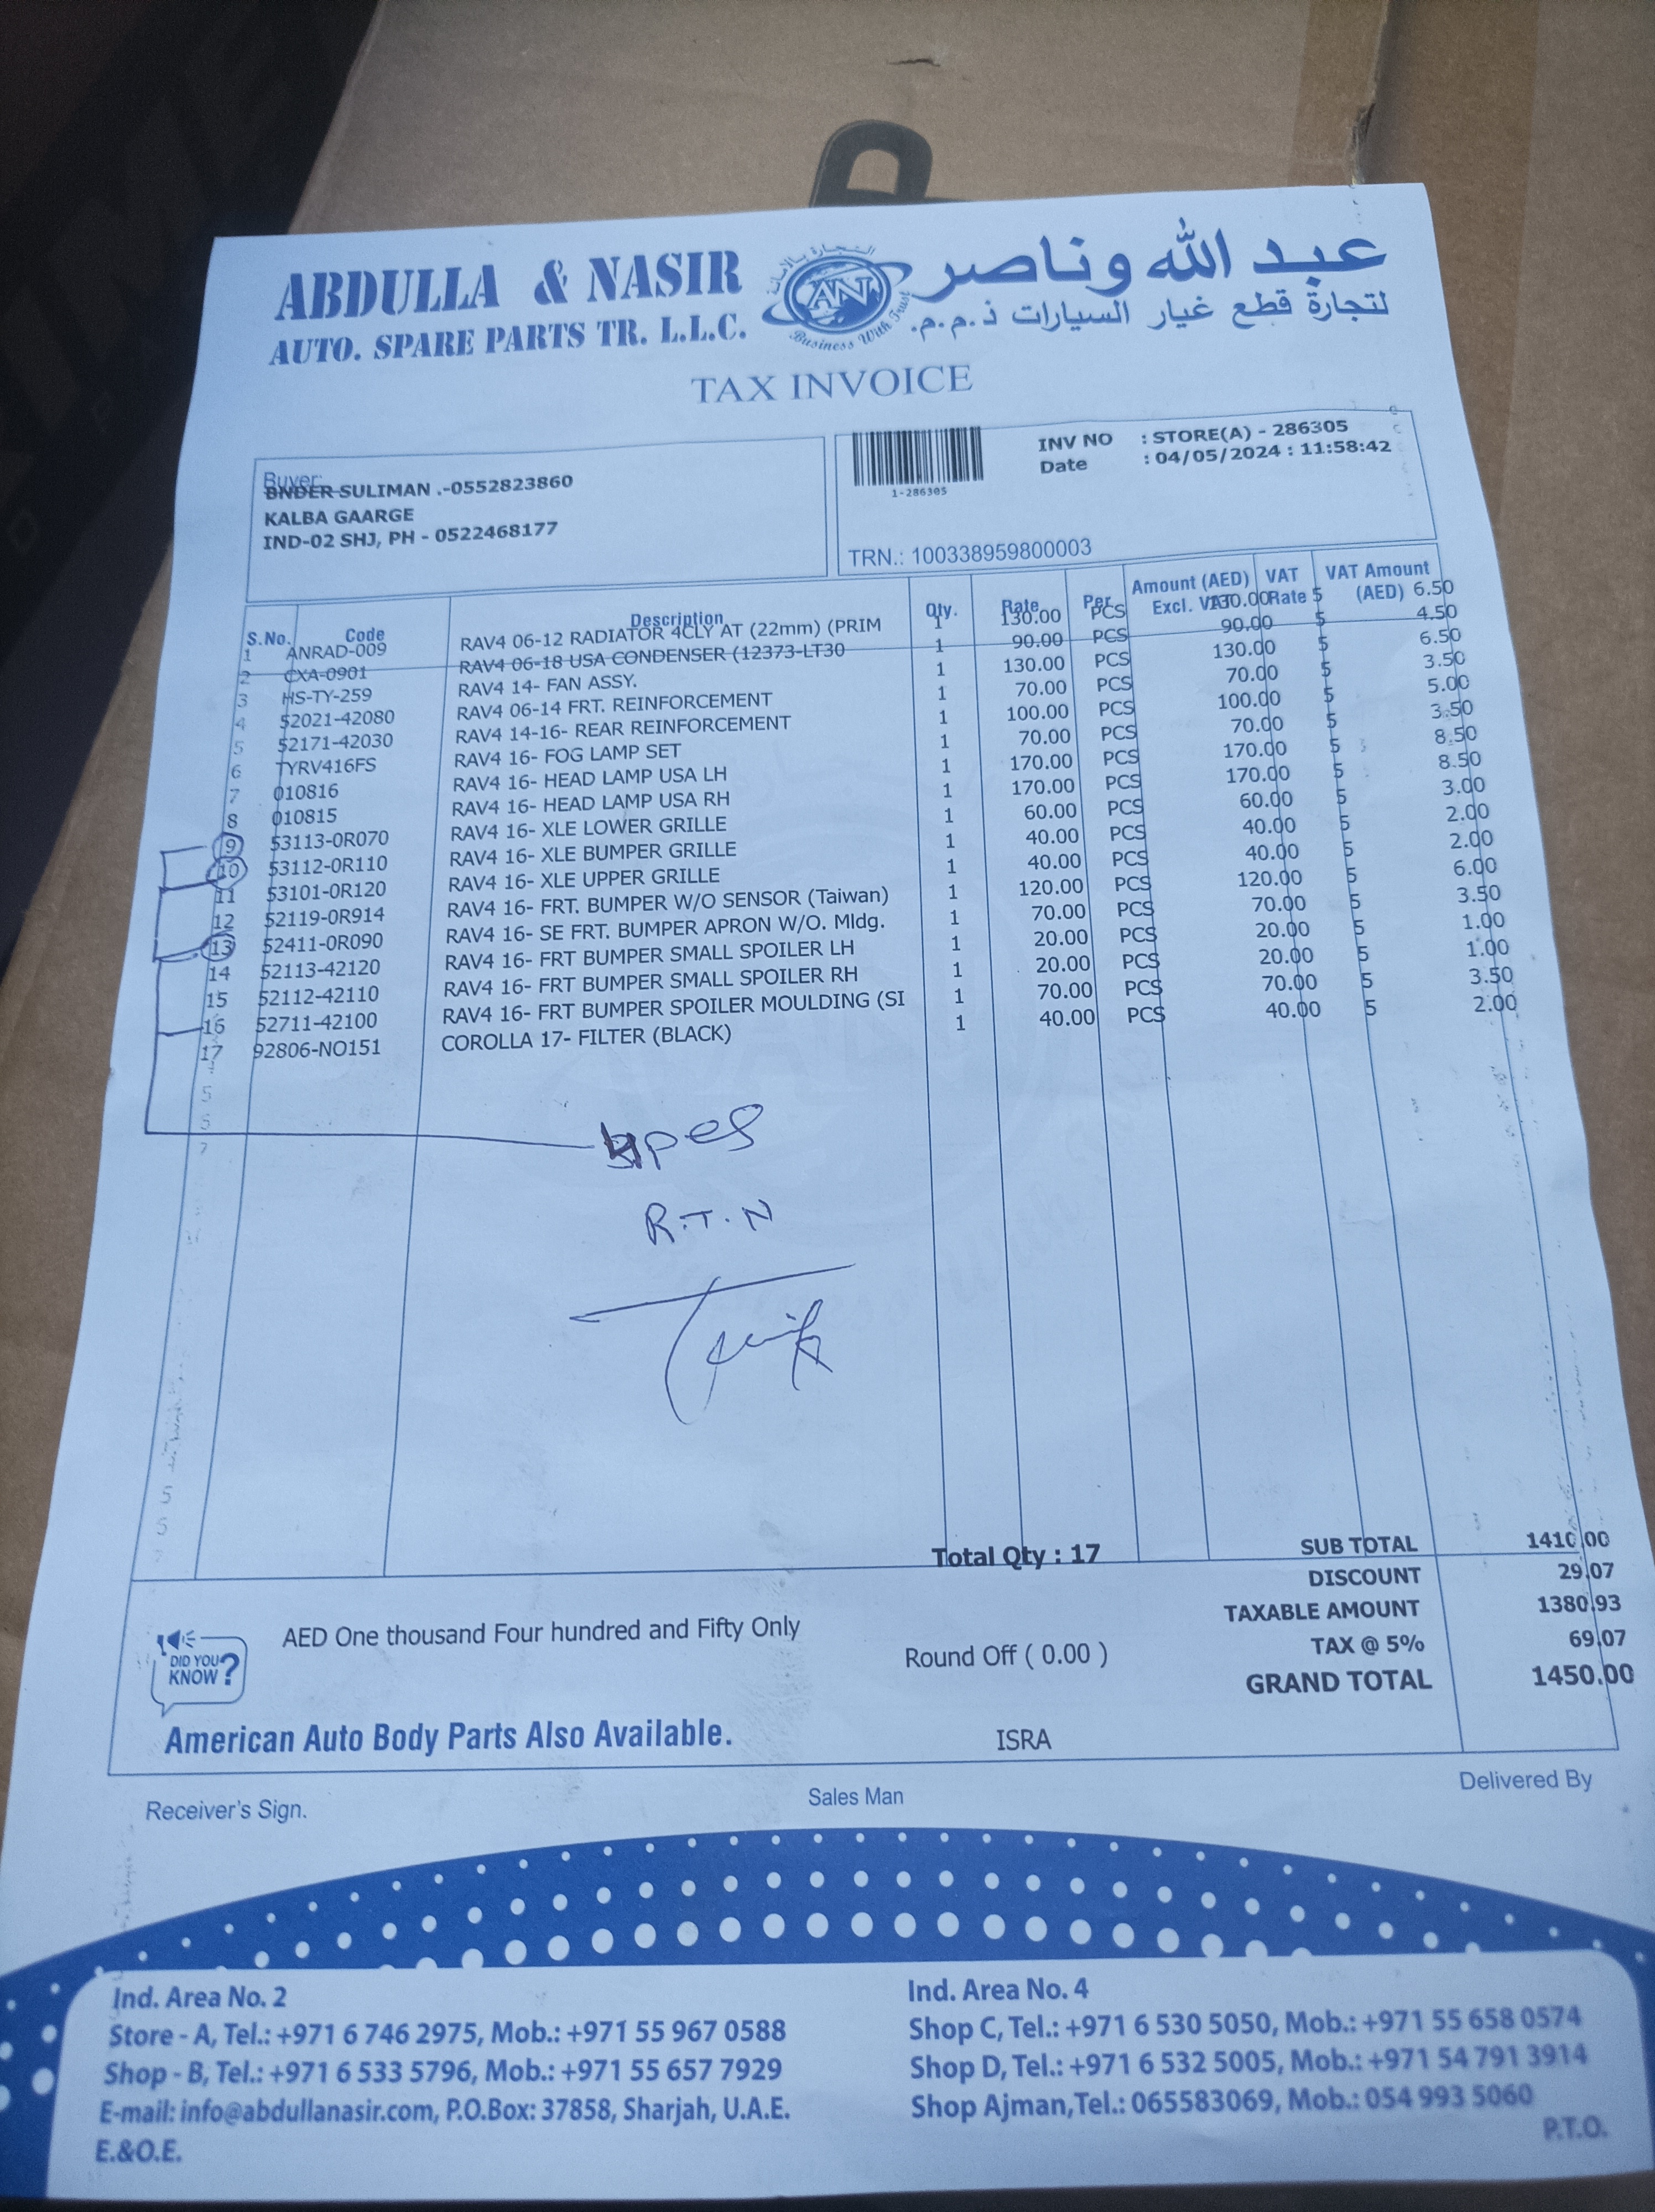 ABDULLA & NASIR
AUTO. SPARE PARTS TR. L.L.C.
AN
Business With Trust
عبد الله وناصر
لتجارة قطع غيار السيارات ذ.م.م.
TAX INVOICE
Buyer:
BNDER SULIMAN .-0552823860
KALBA GAARGE
IND-02 SHJ, PH - 0522468177
1-286305
INV NO : STORE(A) - 286305
Date : 04/05/2024 : 11:58:42
TRN.: 100338959800003
S.No. Code Description Qty. Rate Per Amount (AED) Excl. VAT VAT Rate VAT Amount (AED)
1 ANRAD-009 RAV4 06-12 RADIATOR 4CLY AT (22mm) (PRIM 1 130.00 PCS 130.00 5 6.50
2 CXA-0901 RAV4 06-18 USA CONDENSER (12373-LT30 1 90.00 PCS 90.00 5 4.50
3 HS-TY-259 RAV4 14- FAN ASSY. 1 130.00 PCS 130.00 5 6.50
4 52021-42080 RAV4 06-14 FRT. REINFORCEMENT 1 70.00 PCS 70.00 5 3.50
5 52171-42030 RAV4 14-16- REAR REINFORCEMENT 1 100.00 PCS 100.00 5 5.00
6 TYRV416FS RAV4 16- FOG LAMP SET 1 70.00 PCS 70.00 5 3.50
7 010816 RAV4 16- HEAD LAMP USA LH 1 170.00 PCS 170.00 5 8.50
8 010815 RAV4 16- HEAD LAMP USA RH 1 170.00 PCS 170.00 5 8.50
9 53113-0R070 RAV4 16- XLE LOWER GRILLE 1 60.00 PCS 60.00 5 3.00
10 53112-0R110 RAV4 16- XLE BUMPER GRILLE 1 40.00 PCS 40.00 5 2.00
11 53101-0R120 RAV4 16- XLE UPPER GRILLE 1 40.00 PCS 40.00 5 2.00
12 52119-0R914 RAV4 16- FRT. BUMPER W/O SENSOR (Taiwan) 1 120.00 PCS 120.00 5 6.00
13 52411-0R090 RAV4 16- SE FRT. BUMPER APRON W/O. Mldg. 1 70.00 PCS 70.00 5 3.50
14 52113-42120 RAV4 16- FRT BUMPER SMALL SPOILER LH 1 20.00 PCS 20.00 5 1.00
15 52112-42110 RAV4 16- FRT BUMPER SMALL SPOILER RH 1 20.00 PCS 20.00 5 1.00
16 52711-42100 RAV4 16- FRT BUMPER SPOILER MOULDING (SI 1 70.00 PCS 70.00 5 3.50
17 92806-NO151 COROLLA 17- FILTER (BLACK) 1 40.00 PCS 40.00 5 2.00
4pes
R.T.N
Total Qty : 17
SUB TOTAL 1410.00
DISCOUNT 29.07
TAXABLE AMOUNT 1380.93
TAX @ 5% 69.07
GRAND TOTAL 1450.00
DID YOU KNOW?
AED One thousand Four hundred and Fifty Only
Round Off ( 0.00 )
American Auto Body Parts Also Available.
ISRA
Receiver's Sign.
Sales Man
Delivered By
Ind. Area No. 2
Store - A, Tel.: +971 6 746 2975, Mob.: +971 55 967 0588
Shop - B, Tel.: +971 6 533 5796, Mob.: +971 55 657 7929
E-mail: info@abdullanasir.com, P.O.Box: 37858, Sharjah, U.A.E.
E.&O.E.
Ind. Area No. 4
Shop C, Tel.: +971 6 530 5050, Mob.: +971 55 658 0574
Shop D, Tel.: +971 6 532 5005, Mob.: +971 54 791 3914
Shop Ajman, Tel.: 065583069, Mob.: 054 993 5060
P.T.O.